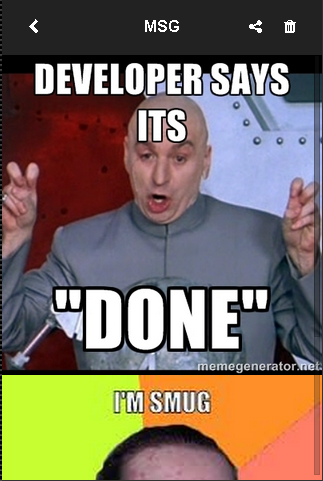 MSG
DEVELOPER SAYS
ITS
"DONE"
memegenerator.net
I'M SMUG